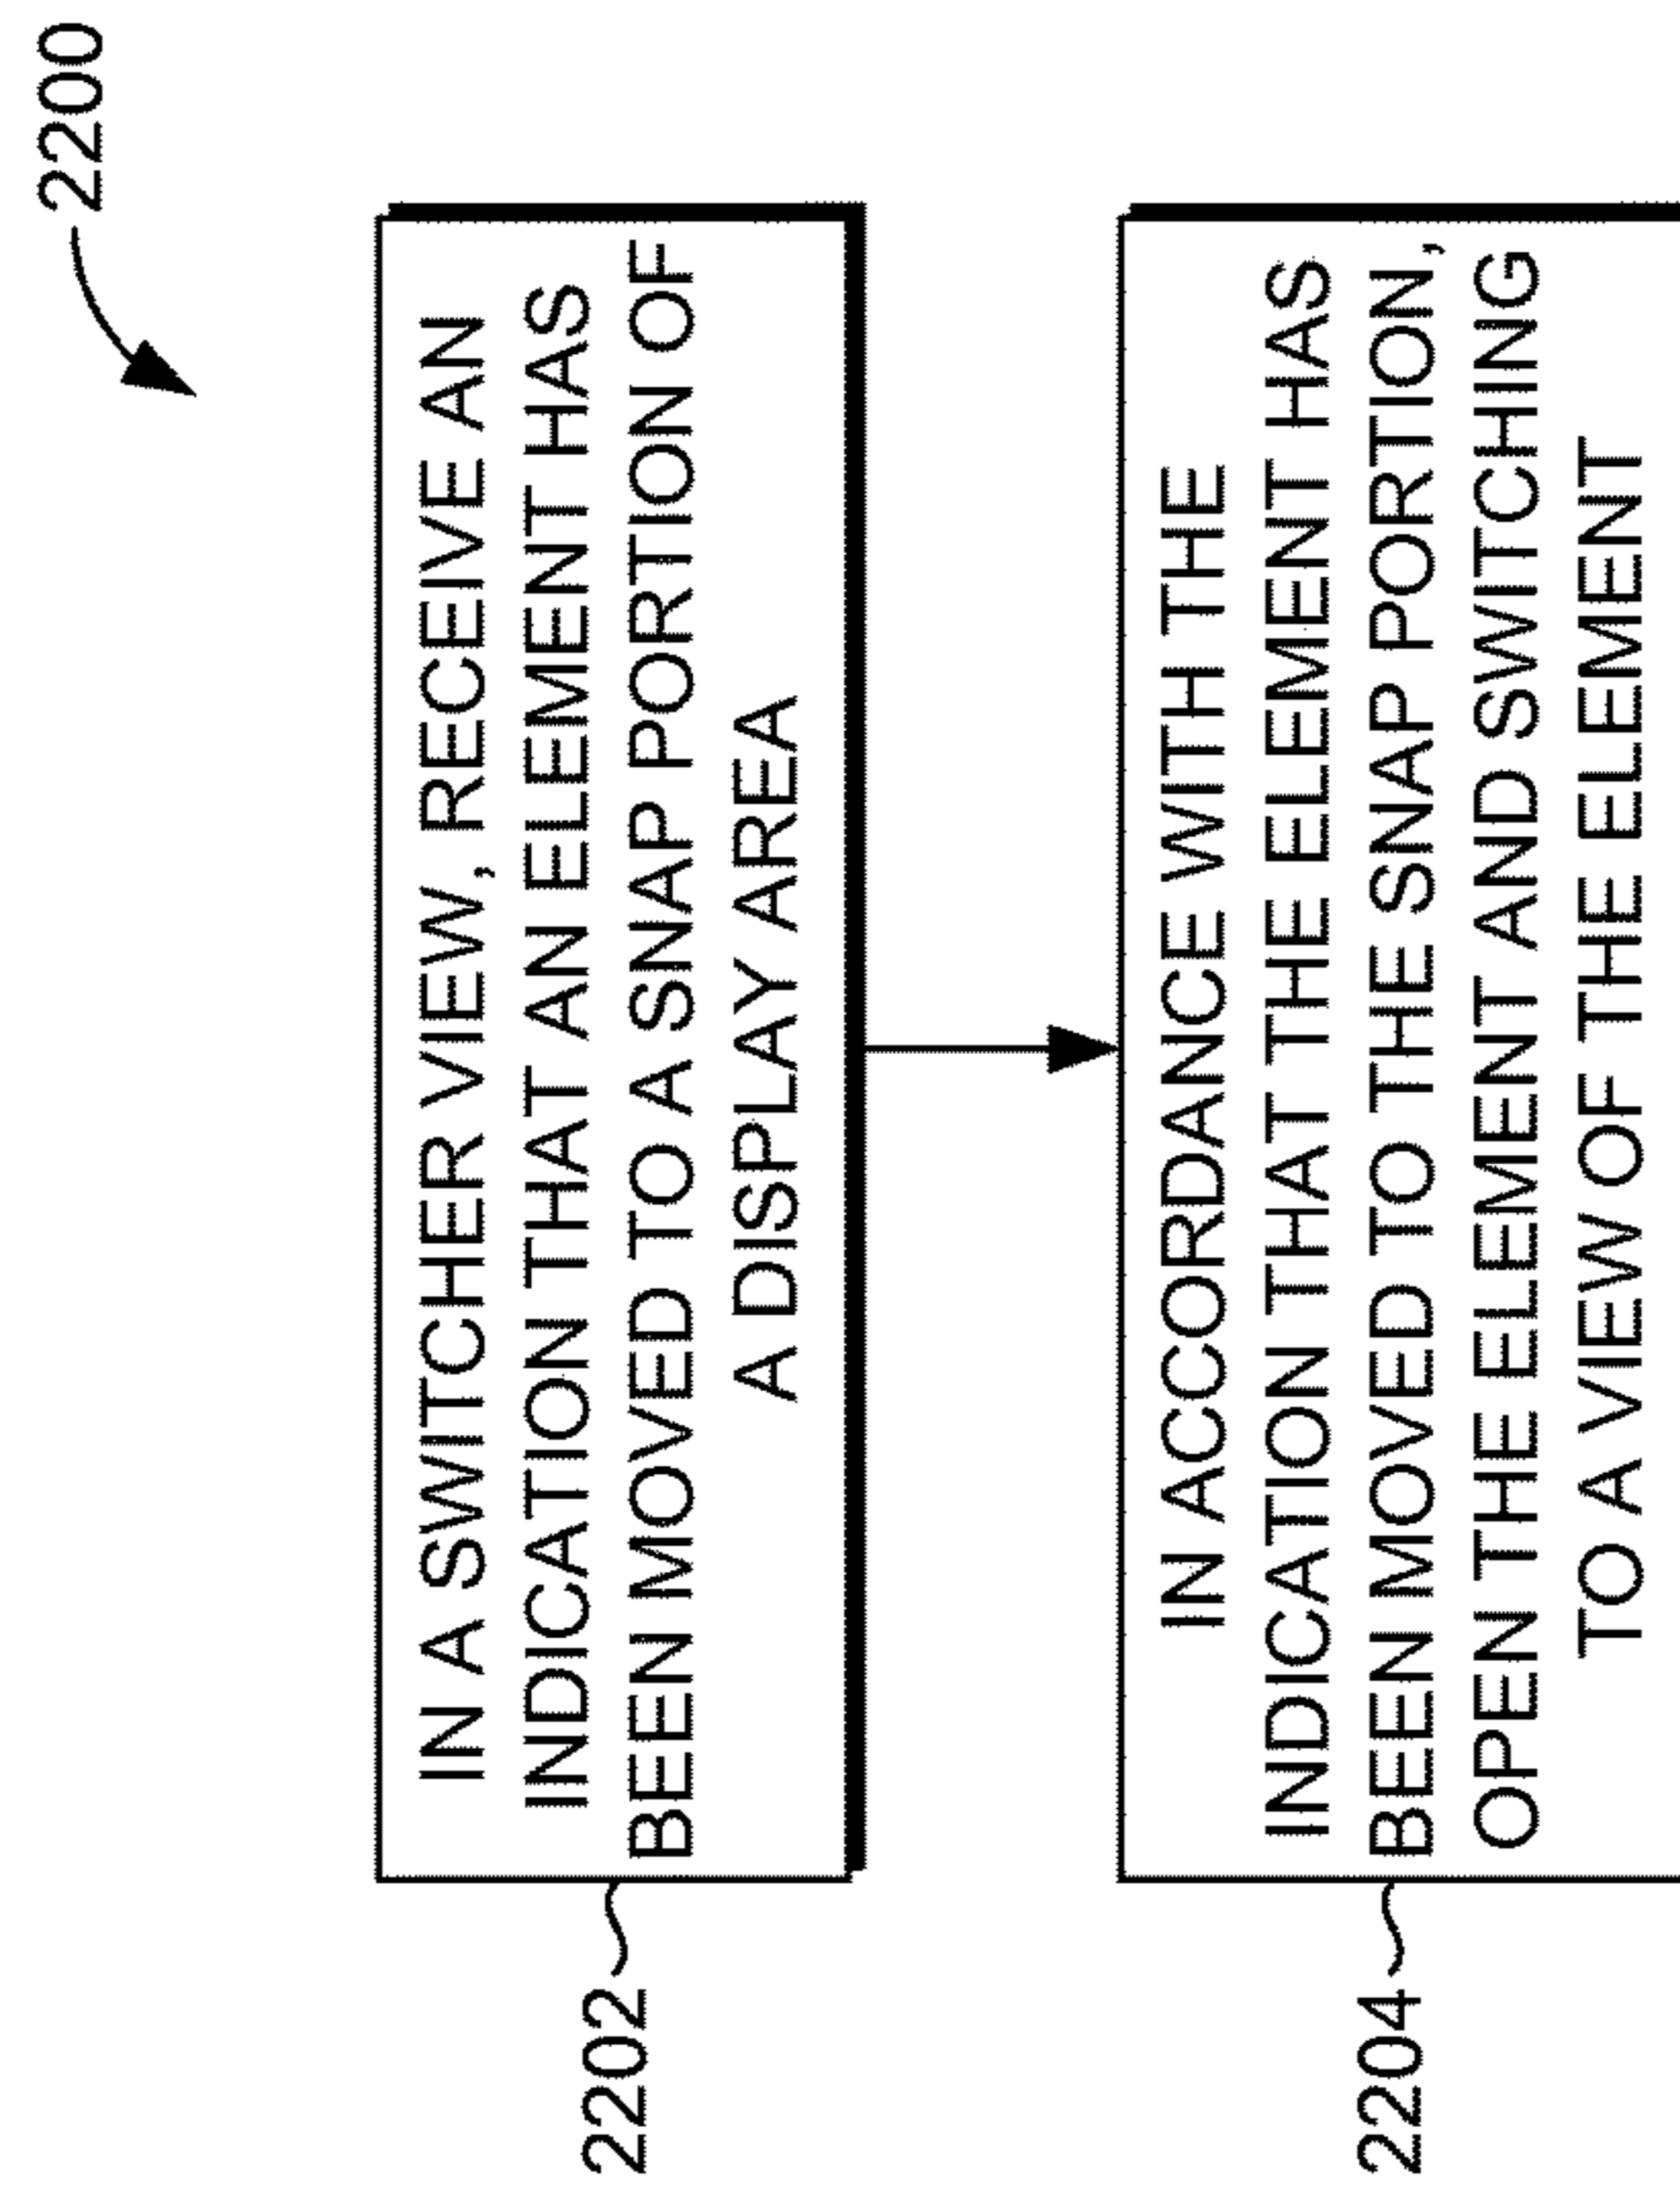 2200
2202
IN A SWITCHER VIEW, RECEIVE AN
INDICATION THAT AN ELEMENT HAS
BEEN MOVED TO A SNAP PORTION OF
A DISPLAY AREA
2204
IN ACCORDANCE WITH THE
INDICATION THAT THE ELEMENT HAS
BEEN MOVED TO THE SNAP PORTION,
OPEN THE ELEMENT AND SWITCHING
TO A VIEW OF THE ELEMENT